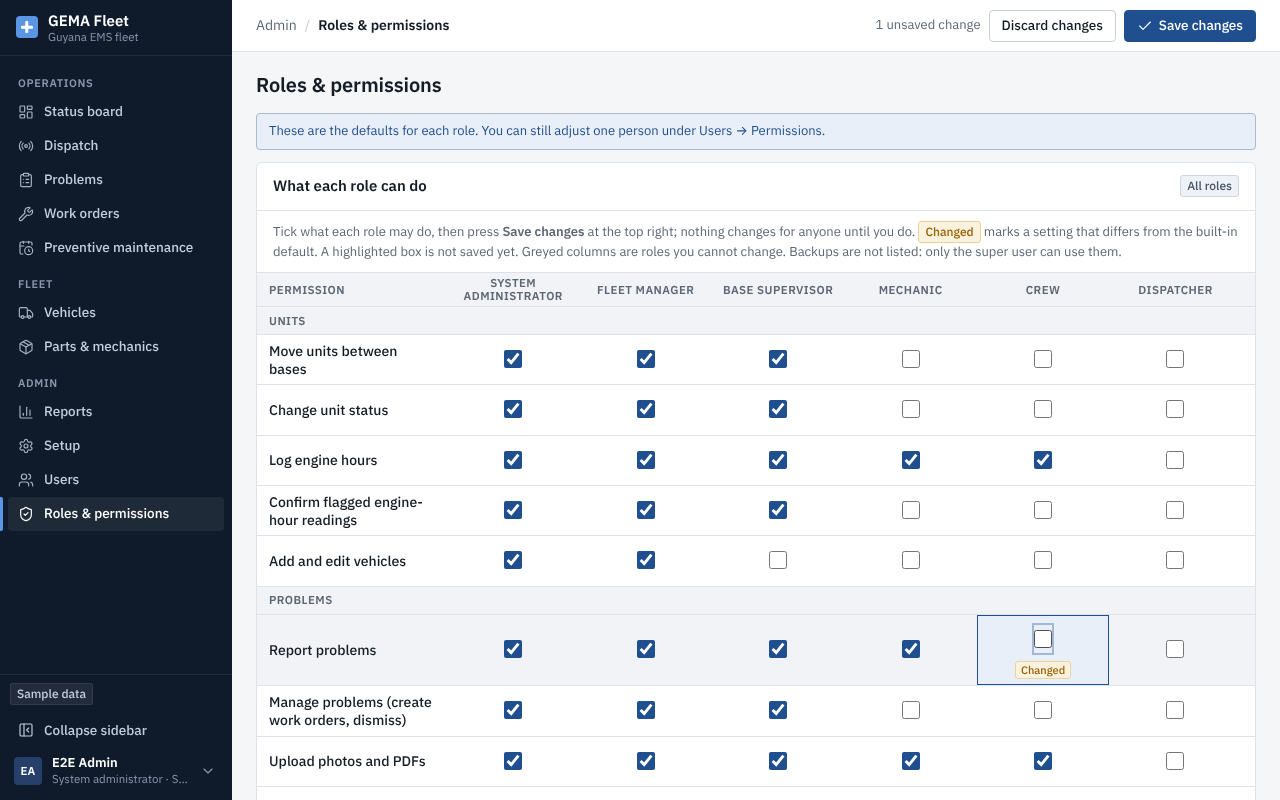 GEMA Fleet
Guyana EMS fleet
OPERATIONS
Status board
Dispatch
Problems
Work orders
Preventive maintenance
FLEET
Vehicles
Parts & mechanics
ADMIN
Reports
Setup
Users
Roles & permissions
Sample data
Collapse sidebar
EA
E2E Admin
System administrator · S...
Admin / Roles & permissions
1 unsaved change
Discard changes
Save changes
Roles & permissions
These are the defaults for each role. You can still adjust one person under Users → Permissions.
What each role can do
All roles
Tick what each role may do, then press Save changes at the top right; nothing changes for anyone until you do. Changed marks a setting that differs from the built-in
default. A highlighted box is not saved yet. Greyed columns are roles you cannot change. Backups are not listed: only the super user can use them.
PERMISSION
SYSTEM
ADMINISTRATOR
FLEET MANAGER
BASE SUPERVISOR
MECHANIC
CREW
DISPATCHER
UNITS
Move units between
bases
Change unit status
Log engine hours
Confirm flagged engine-
hour readings
Add and edit vehicles
PROBLEMS
Report problems
Changed
Manage problems (create
work orders, dismiss)
Upload photos and PDFs